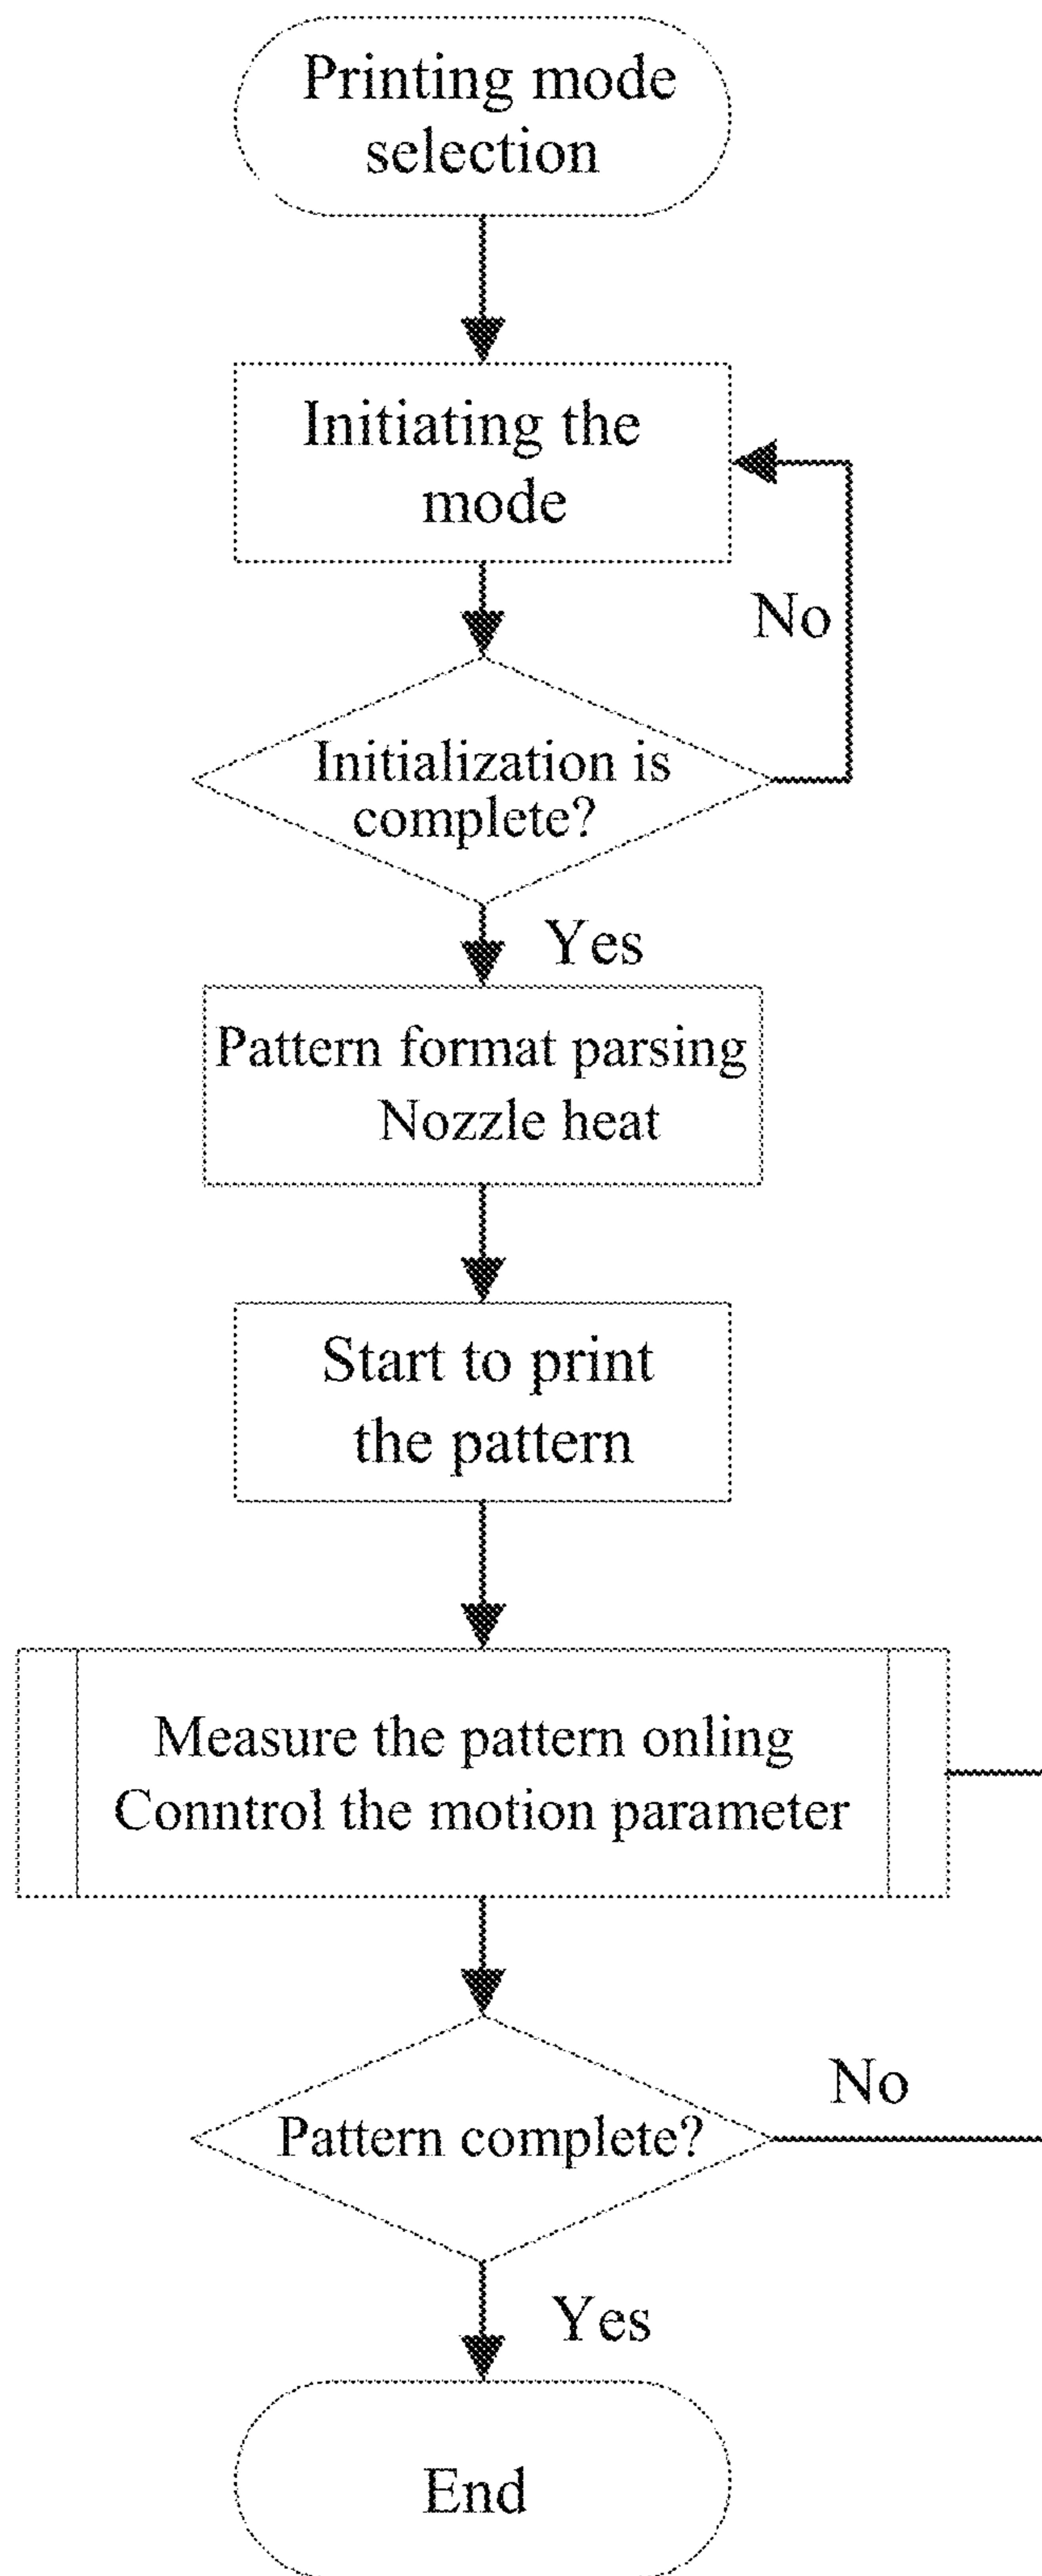 Printing mode
selection
Initiating the
mode
No
Initialization is
complete?
Yes
Pattern format parsing
Nozzle heat
Start to print
the pattern
Measure the pattern onling
Conntrol the motion parameter
No
Pattern complete?
Yes
End